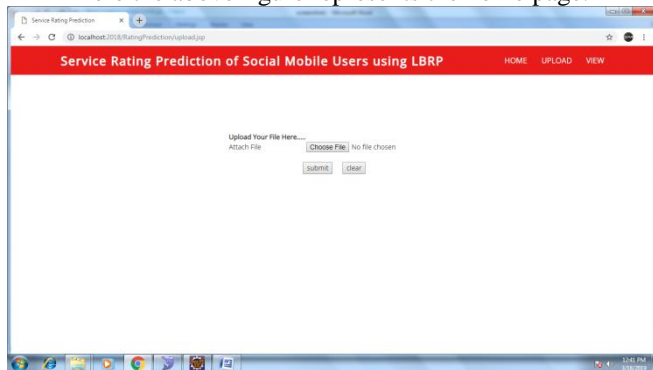 Service Rating Prediction
localhost:2018/RatingPrediction/upload.jsp
Service Rating Prediction of Social Mobile Users using LBRP
HOME UPLOAD VIEW
Upload Your File Here.....
Attach File Choose File No file chosen
submit clear
12:41 PM